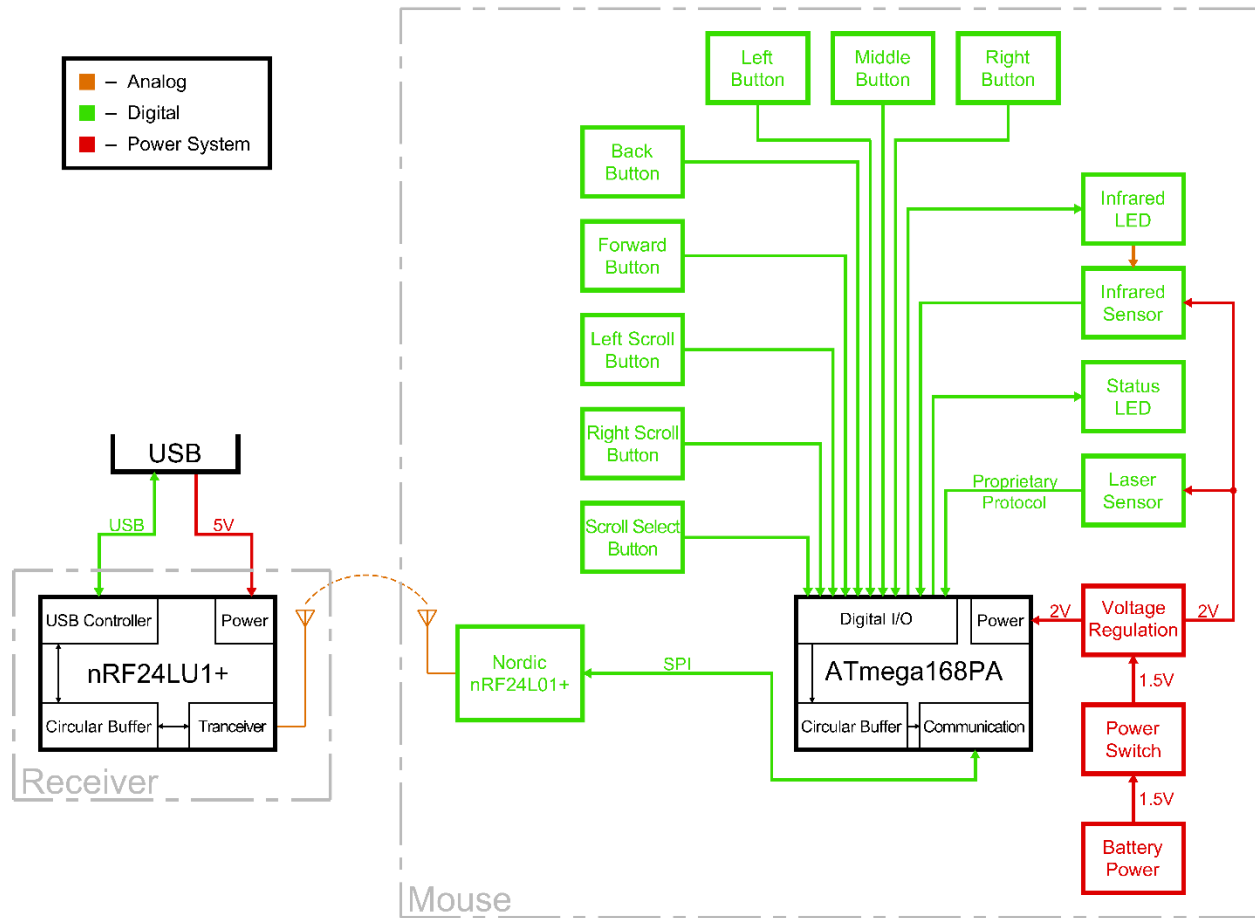 – Analog
– Digital
– Power System
Left
Button
Middle
Button
Right
Button
Back
Button
Forward
Button
Left Scroll
Button
Right Scroll
Button
Scroll Select
Button
Infrared
LED
Infrared
Sensor
Status
LED
Laser
Sensor
Proprietary
Protocol
USB
USB
5V
USB Controller
Power
nRF24LU1+
Circular Buffer
Tranceiver
Receiver
Nordic
nRF24L01+
SPI
Digital I/O
Power
ATmega168PA
Circular Buffer
Communication
2V
Voltage
Regulation
2V
1.5V
Power
Switch
1.5V
Battery
Power
Mouse